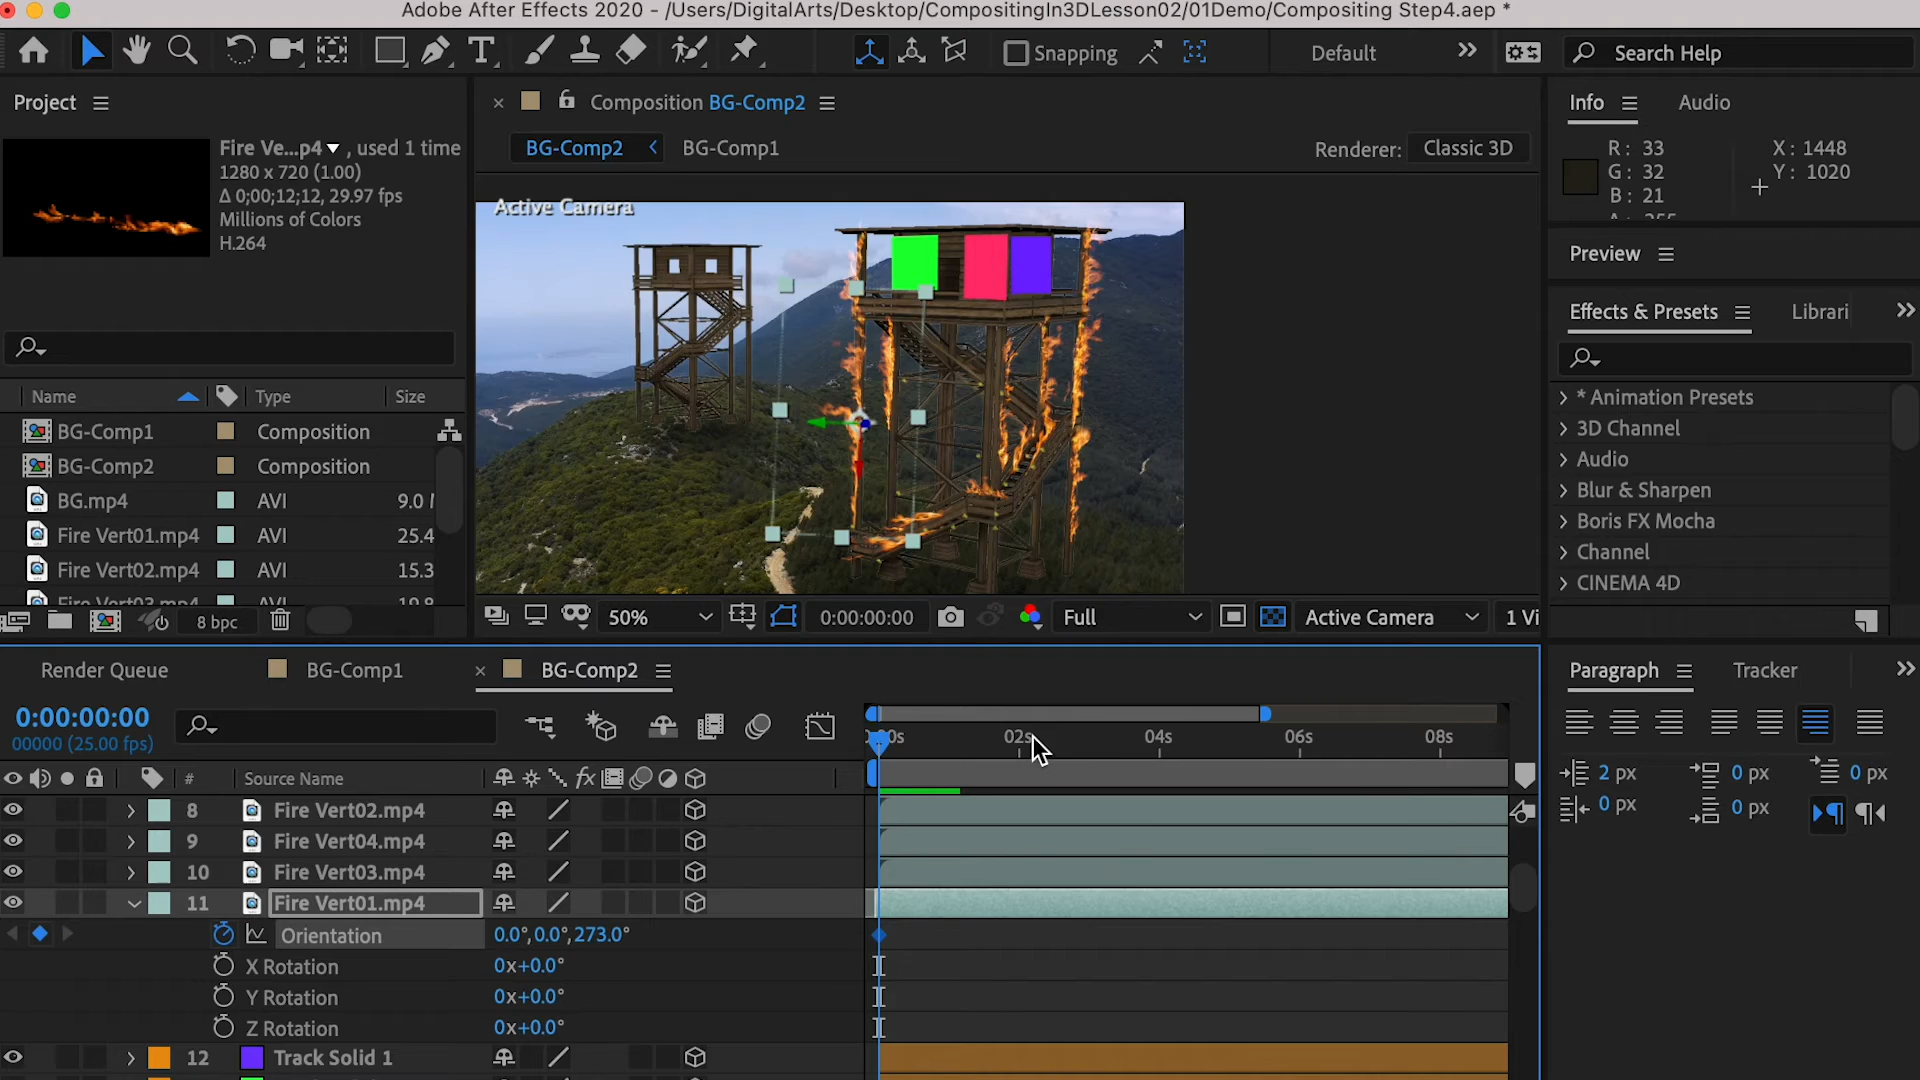 Adobe After Effects 2020 - /Users/DigitalArts/Desktop/CompositingIn3DLesson02/01Demo/Compositing Step4.aep *
Snapping
Default
Search Help
Project
Composition BG-Comp2
Info
Audio
Fire Ve...p4 , used 1 time
1280 x 720 (1.00)
Δ 0;00;12;12, 29.97 fps
Millions of Colors
H.264
BG-Comp2
BG-Comp1
Renderer:
Classic 3D
R: 33
G: 32
B: 21
X: 1448
Y: 1020
Active Camera
Preview
Effects & Presets
Librari
Name
Type
Size
BG-Comp1
Composition
BG-Comp2
Composition
BG.mp4
AVI
9.0
Fire Vert01.mp4
AVI
25.4
Fire Vert02.mp4
AVI
15.3
Fire Vert03.mp4
AVI
19.8
* Animation Presets
3D Channel
Audio
Blur & Sharpen
Boris FX Mocha
Channel
CINEMA 4D
8 bpc
50%
0:00:00:00
Full
Active Camera
1 Vi
Render Queue
BG-Comp1
BG-Comp2
Paragraph
Tracker
0:00:00:00
00000 (25.00 fps)
02s
04s
06s
08s
# Source Name
fx
2 px
0 px
0 px
0 px
0 px
8 Fire Vert02.mp4
9 Fire Vert04.mp4
10 Fire Vert03.mp4
11 Fire Vert01.mp4
Orientation
0.0°,0.0°,273.0°
X Rotation
0x+0.0°
Y Rotation
0x+0.0°
Z Rotation
0x+0.0°
12 Track Solid 1